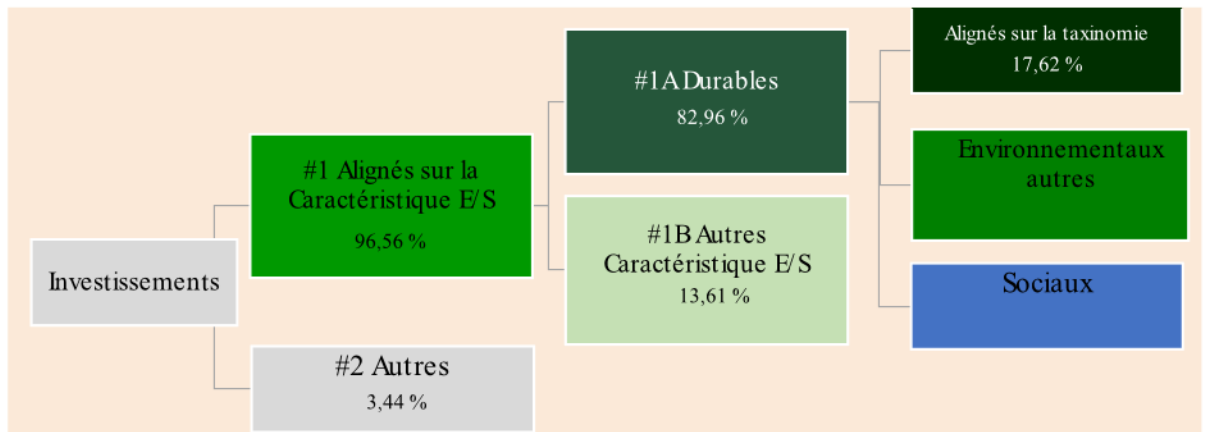 Investissements
#1 Alignés sur la
Caractéristique E/S
96,56 %
#2 Autres
3,44 %
#1A Durables
82,96 %
#1B Autres
Caractéristique E/S
13,61 %
Alignés sur la taxinomie
17,62 %
Environnementaux
autres
Sociaux